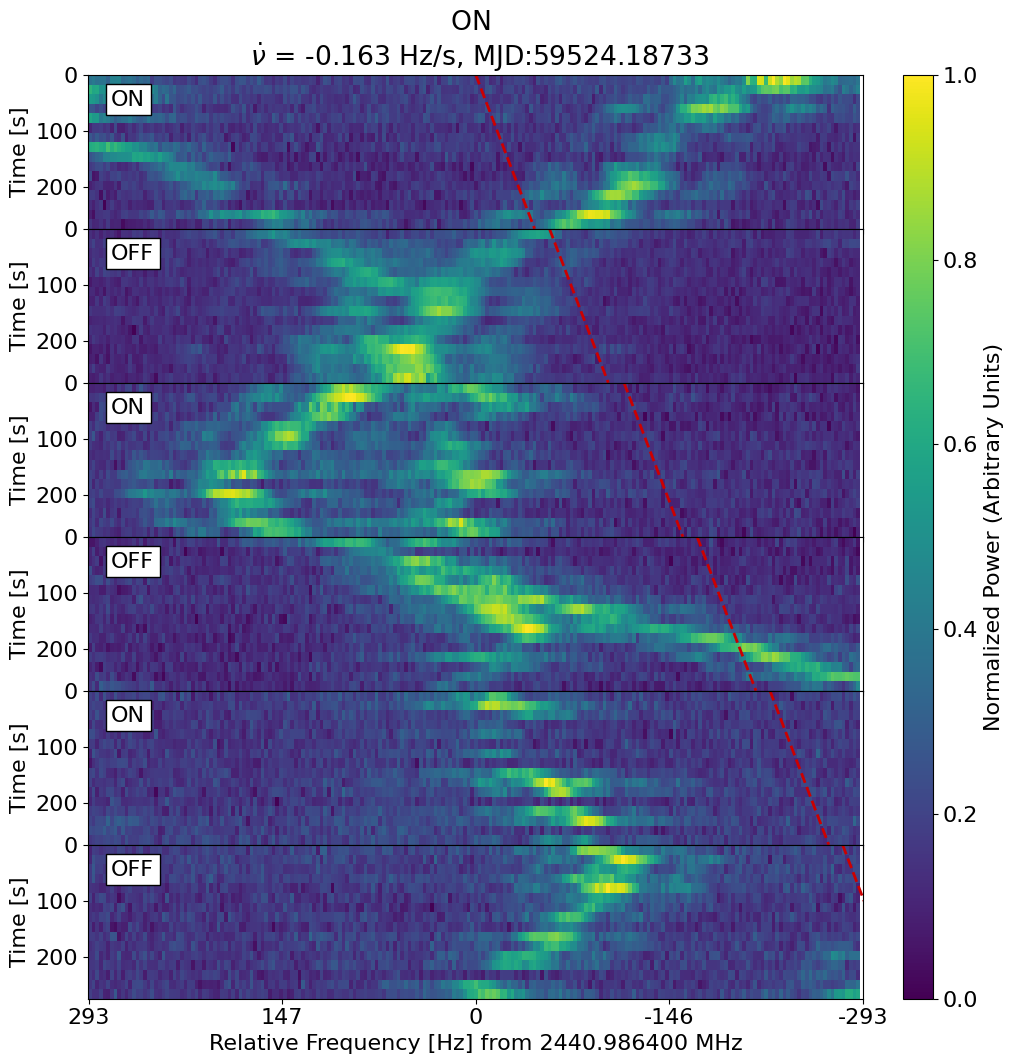 ON
ν̇ = -0.163 Hz/s, MJD:59524.18733
0
ON
100
Time [s]
200
0
OFF
100
Time [s]
200
0
ON
100
Time [s]
200
0
OFF
100
Time [s]
200
0
ON
100
Time [s]
200
0
OFF
100
Time [s]
200
293 147 0 -146 -293
Relative Frequency [Hz] from 2440.986400 MHz
1.0
0.8
0.6
0.4
0.2
0.0
Normalized Power (Arbitrary Units)